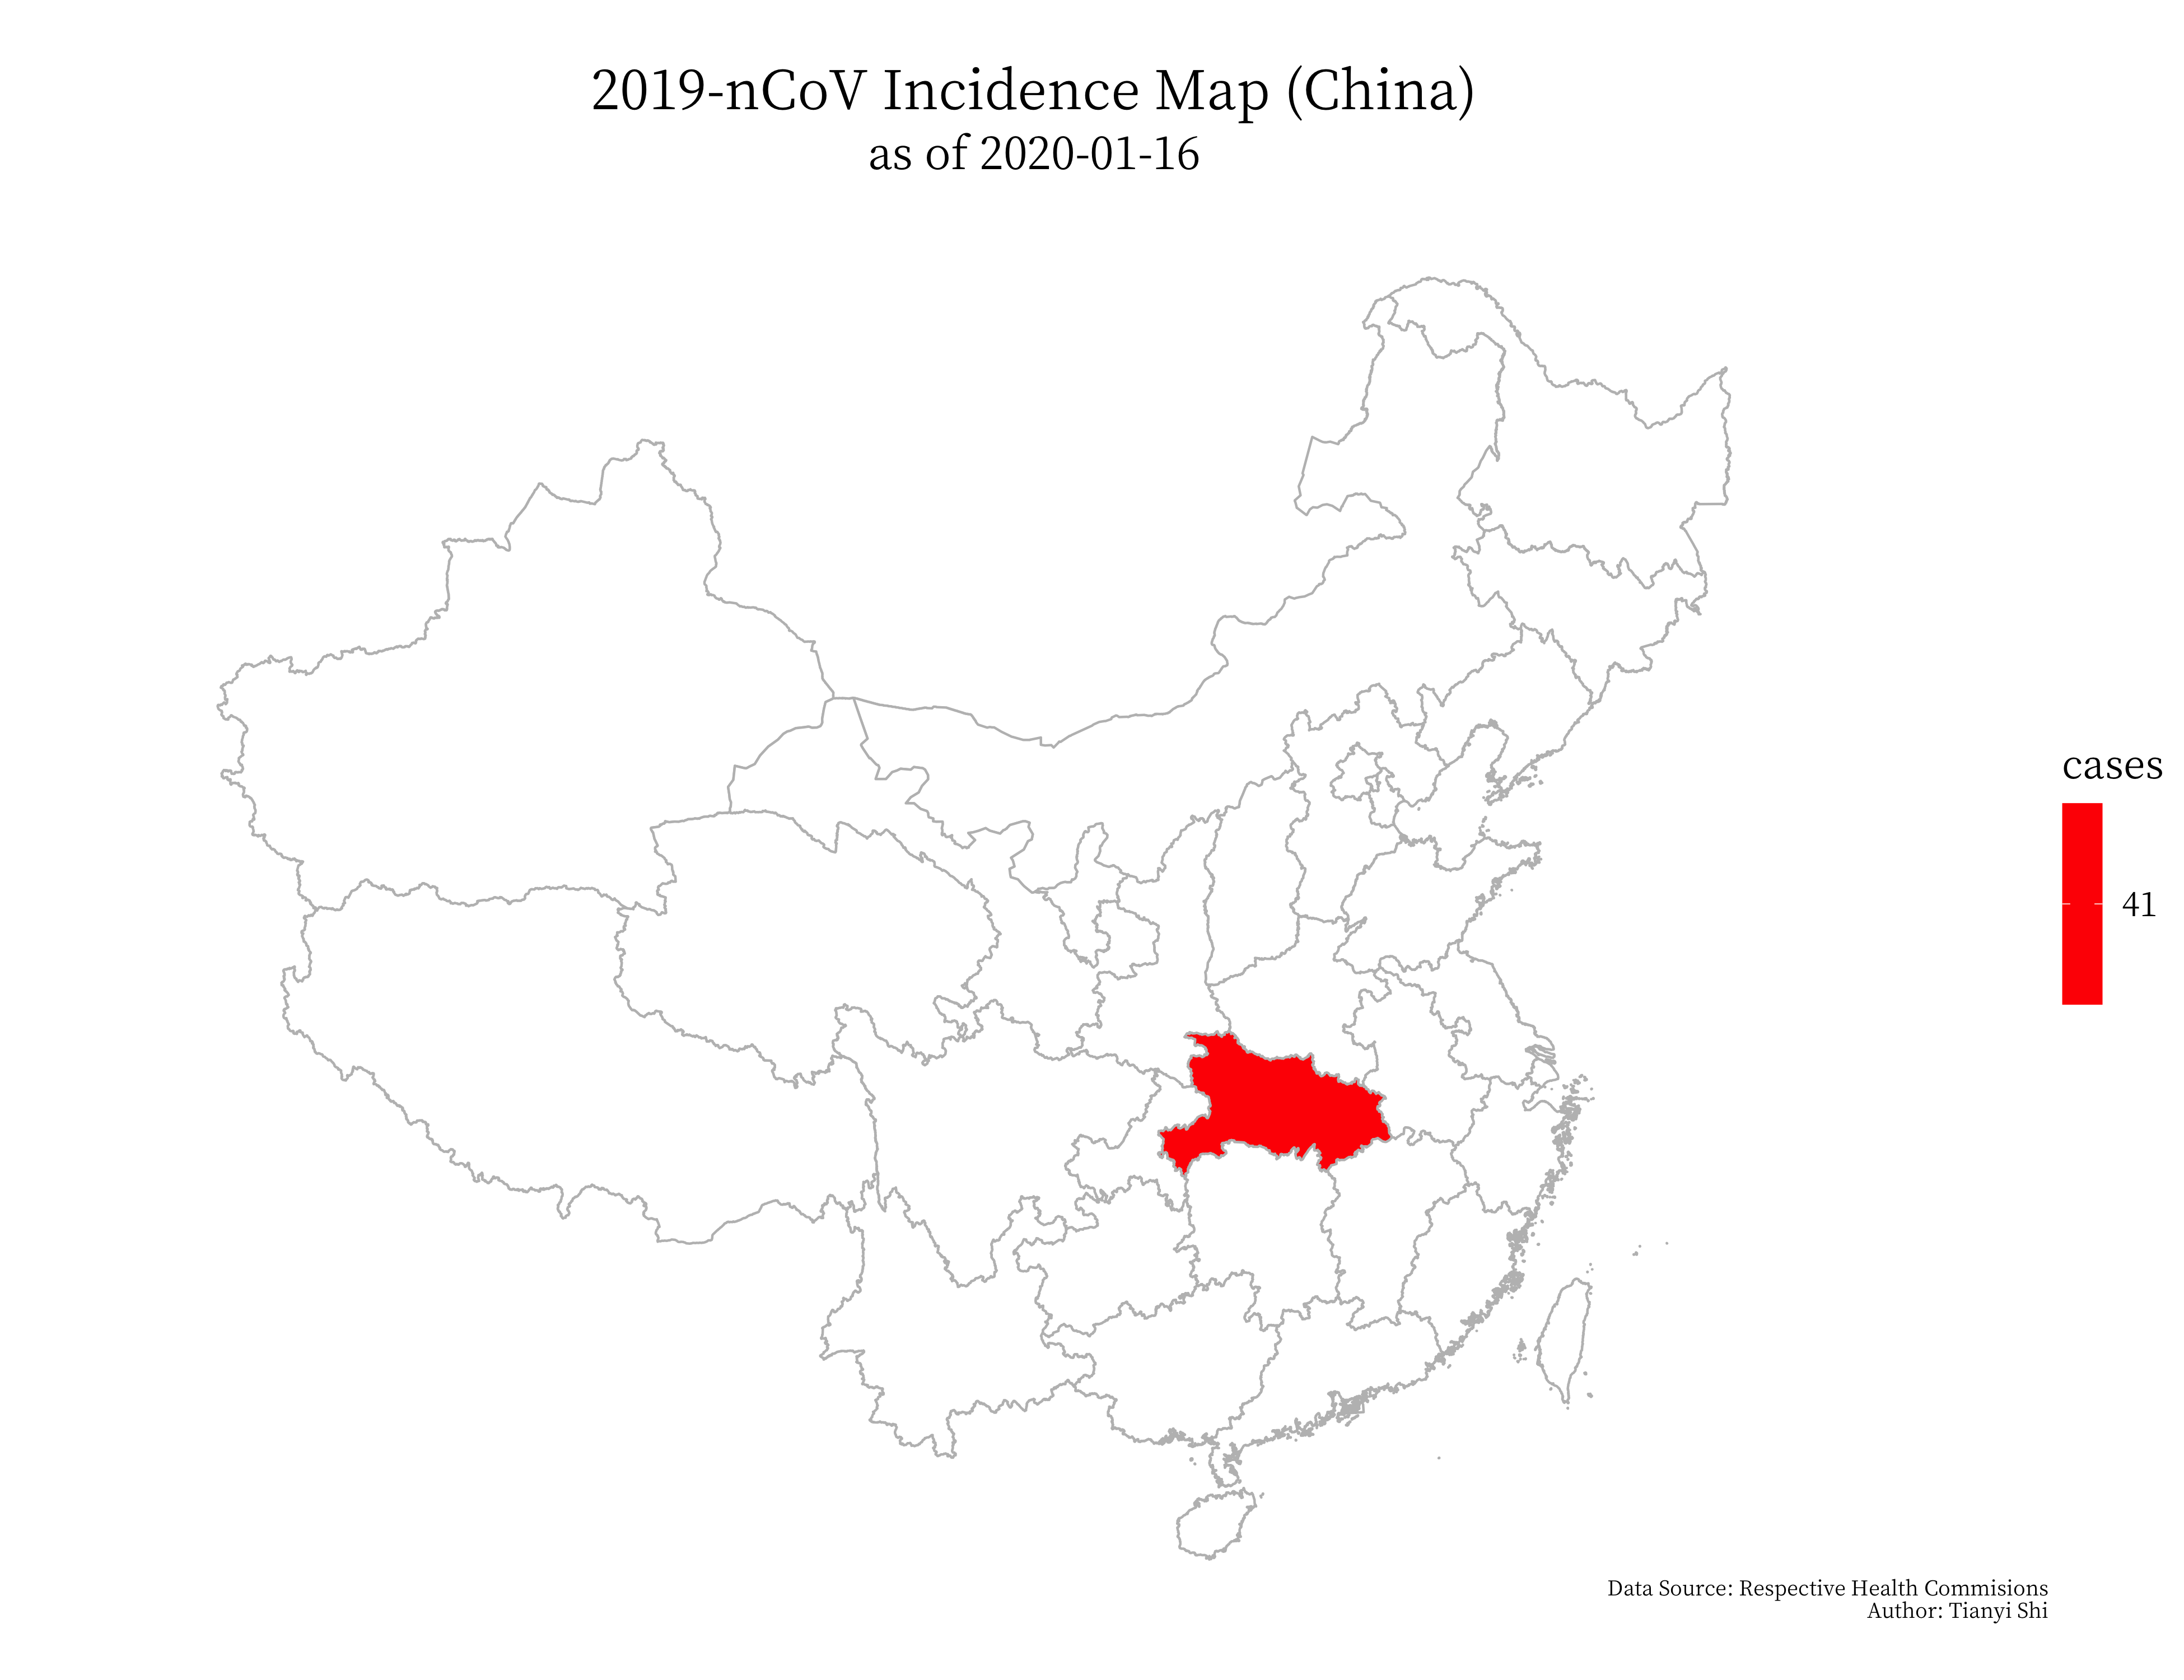 2019-nCoV Incidence Map (China)
as of 2020-01-16
cases
41
Data Source: Respective Health Commisions
Author: Tianyi Shi